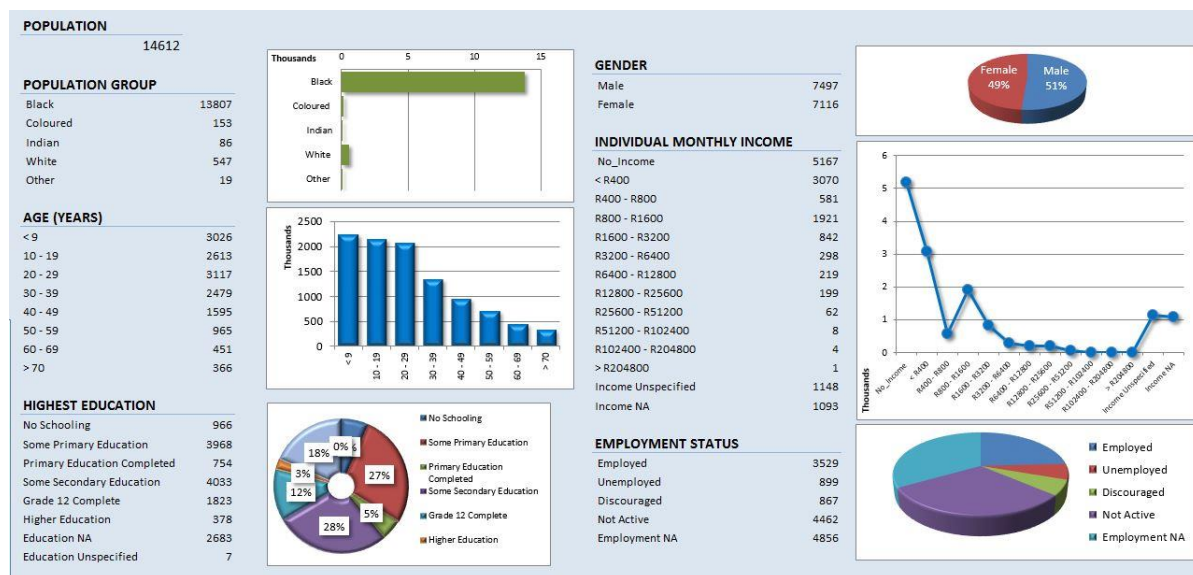 POPULATION
14612
POPULATION GROUP
Black 13807
Coloured 153
Indian 86
White 547
Other 19
AGE (YEARS)
< 9 3026
10 - 19 2613
20 - 29 3117
30 - 39 2479
40 - 49 1595
50 - 59 965
60 - 69 451
> 70 366
HIGHEST EDUCATION
No Schooling 966
Some Primary Education 3968
Primary Education Completed 754
Some Secondary Education 4033
Grade 12 Complete 1823
Higher Education 378
Education NA 2683
Education Unspecified 7
Thousands 0 5 10 15
Black
Coloured
Indian
White
Other
Thousands
2500
2000
1500
1000
500
0
< 9
10 - 19
20 - 29
30 - 39
40 - 49
50 - 59
60 - 69
> 70
18%
0%
27%
5%
28%
12%
3%
No Schooling
Some Primary Education
Primary Education
Completed
Some Secondary Education
Grade 12 Complete
Higher Education
GENDER
Male 7497
Female 7116
INDIVIDUAL MONTHLY INCOME
No_Income 5167
< R400 3070
R400 - R800 581
R800 - R1600 1921
R1600 - R3200 842
R3200 - R6400 298
R6400 - R12800 219
R12800 - R25600 199
R25600 - R51200 62
R51200 - R102400 8
R102400 - R204800 4
> R204800 1
Income Unspecified 1148
Income NA 1093
EMPLOYMENT STATUS
Employed 3529
Unemployed 899
Discouraged 867
Not Active 4462
Employment NA 4856
Female
49%
Male
51%
6
5
4
3
2
1
0
Thousands
No_Income
< R400
R400 - R800
R800 - R1600
R1600 - R3200
R3200 - R6400
R6400 - R12800
R12800 - R25600
R25600 - R51200
R51200 - R102400
R102400 - R204800
> R204800
Income Unspecified
Income NA
Employed
Unemployed
Discouraged
Not Active
Employment NA